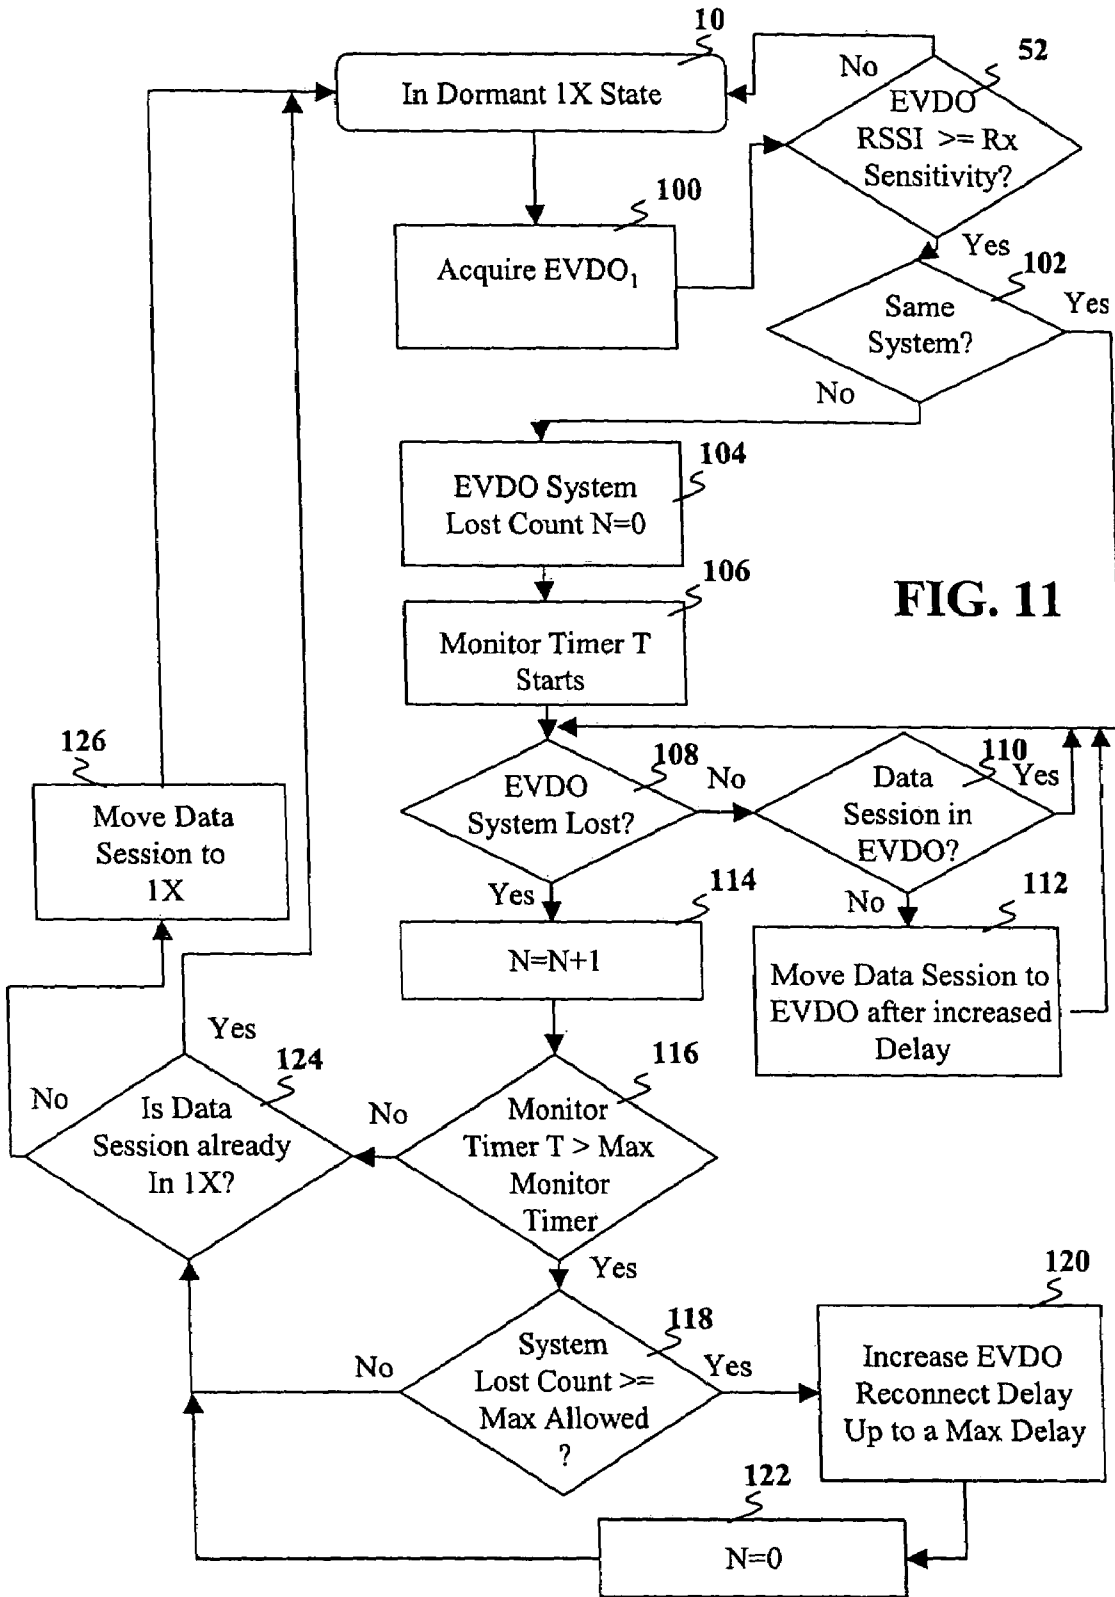 10
In Dormant 1X State
No
52
EVDO
RSSI >= Rx
Sensitivity?
100
Acquire EVDO1
Yes
102
Same
System?
Yes
No
104
EVDO System
Lost Count N=0
106
Monitor Timer T
Starts
FIG. 11
126
Move Data
Session to
1X
108
EVDO
System Lost?
No
110
Data
Session in
EVDO?
Yes
Yes
No
114
N=N+1
112
Move Data Session to
EVDO after increased
Delay
Yes
124
Is Data
Session already
In 1X?
No
No
116
Monitor
Timer T > Max
Monitor
Timer
Yes
118
System
Lost Count >=
Max Allowed
?
No
Yes
120
Increase EVDO
Reconnect Delay
Up to a Max Delay
122
N=0